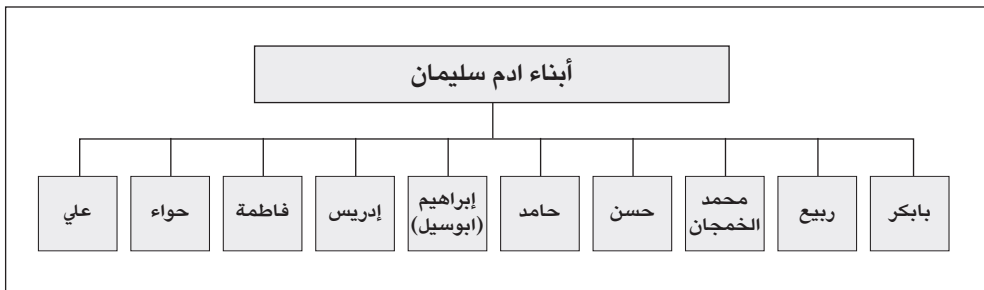 أبناء ادم سليمان
بابكر
ربيع
محمد
الخمجان
حسن
حامد
إبراهيم
(ابوسيل)
إدريس
فاطمة
حواء
علي